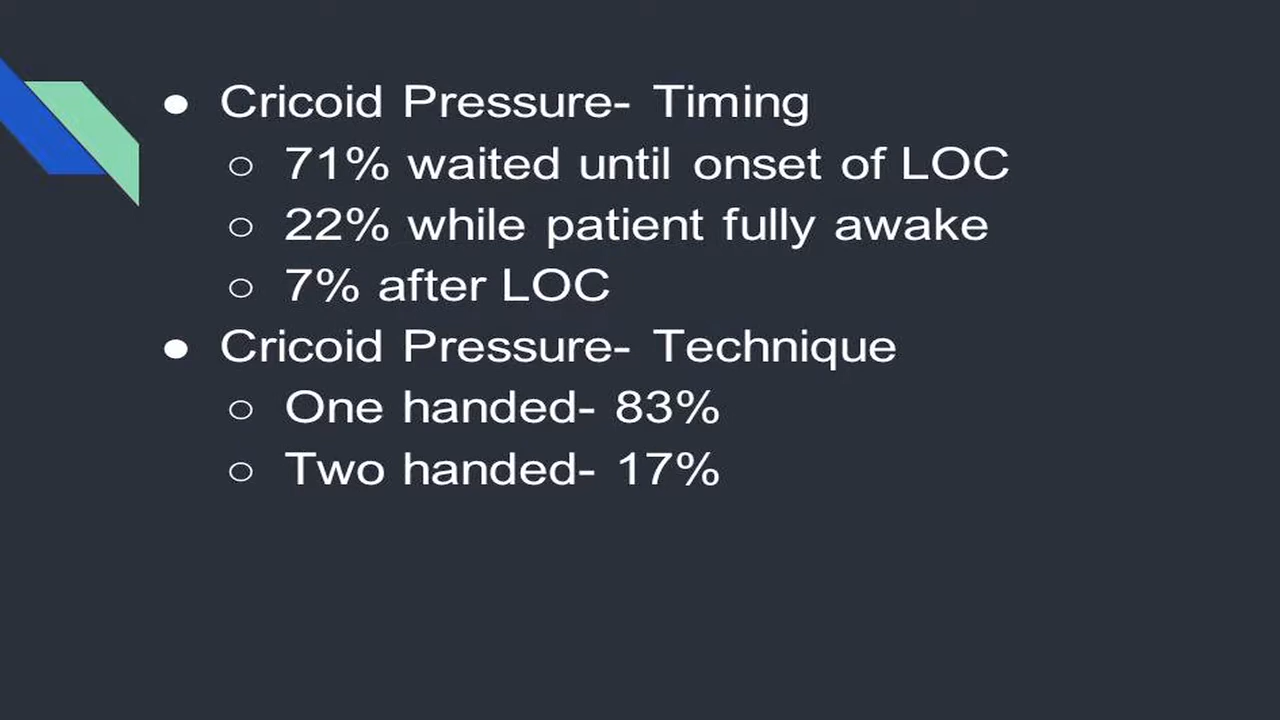 ● Cricoid Pressure- Timing
○ 71% waited until onset of LOC
○ 22% while patient fully awake
○ 7% after LOC
● Cricoid Pressure- Technique
○ One handed- 83%
○ Two handed- 17%